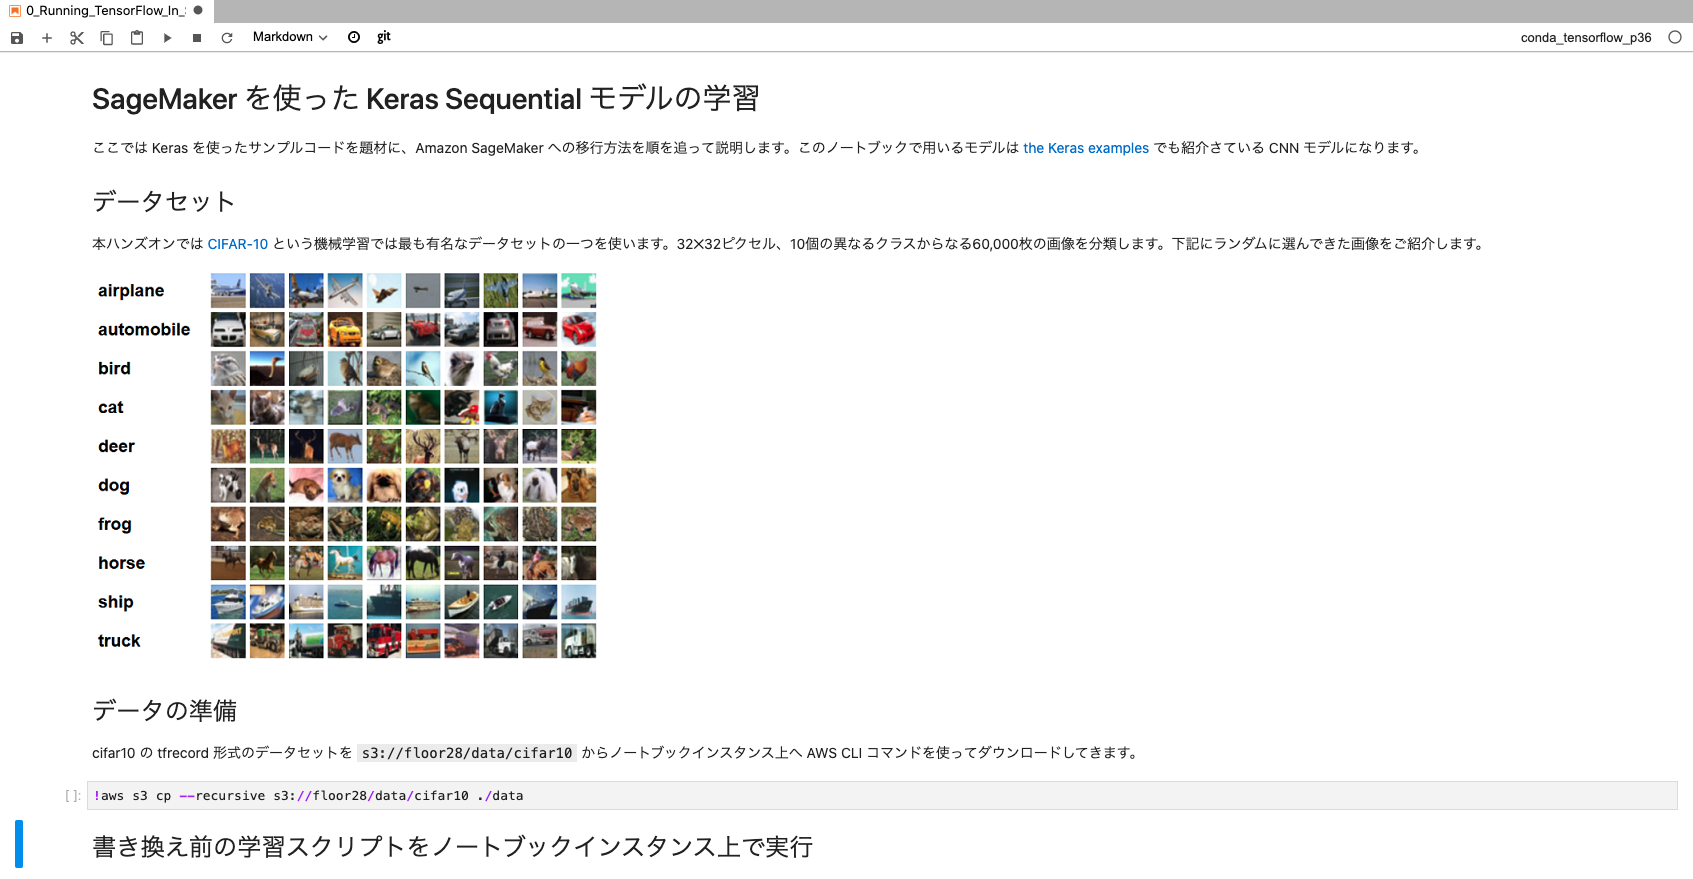 0_Running_TensorFlow_In_
Markdown
git
conda_tensorflow_p36
SageMaker を使った Keras Sequential モデルの学習
ここでは Keras を使ったサンプルコードを題材に、Amazon SageMaker への移行方法を順を追って説明します。このノートブックで用いるモデルは the Keras examples でも紹介さている CNN モデルになります。
データセット
本ハンズオンでは CIFAR-10 という機械学習では最も有名なデータセットの一つを使います。32✕32ピクセル、10個の異なるクラスからなる60,000枚の画像を分類します。下記にランダムに選んできた画像をご紹介します。
airplane
automobile
bird
cat
deer
dog
frog
horse
ship
truck
データの準備
cifar10 の tfrecord 形式のデータセットを s3://floor28/data/cifar10 からノートブックインスタンス上へ AWS CLI コマンドを使ってダウンロードしてきます。
[ ]: !aws s3 cp --recursive s3://floor28/data/cifar10 ./data
書き換え前の学習スクリプトをノートブックインスタンス上で実行